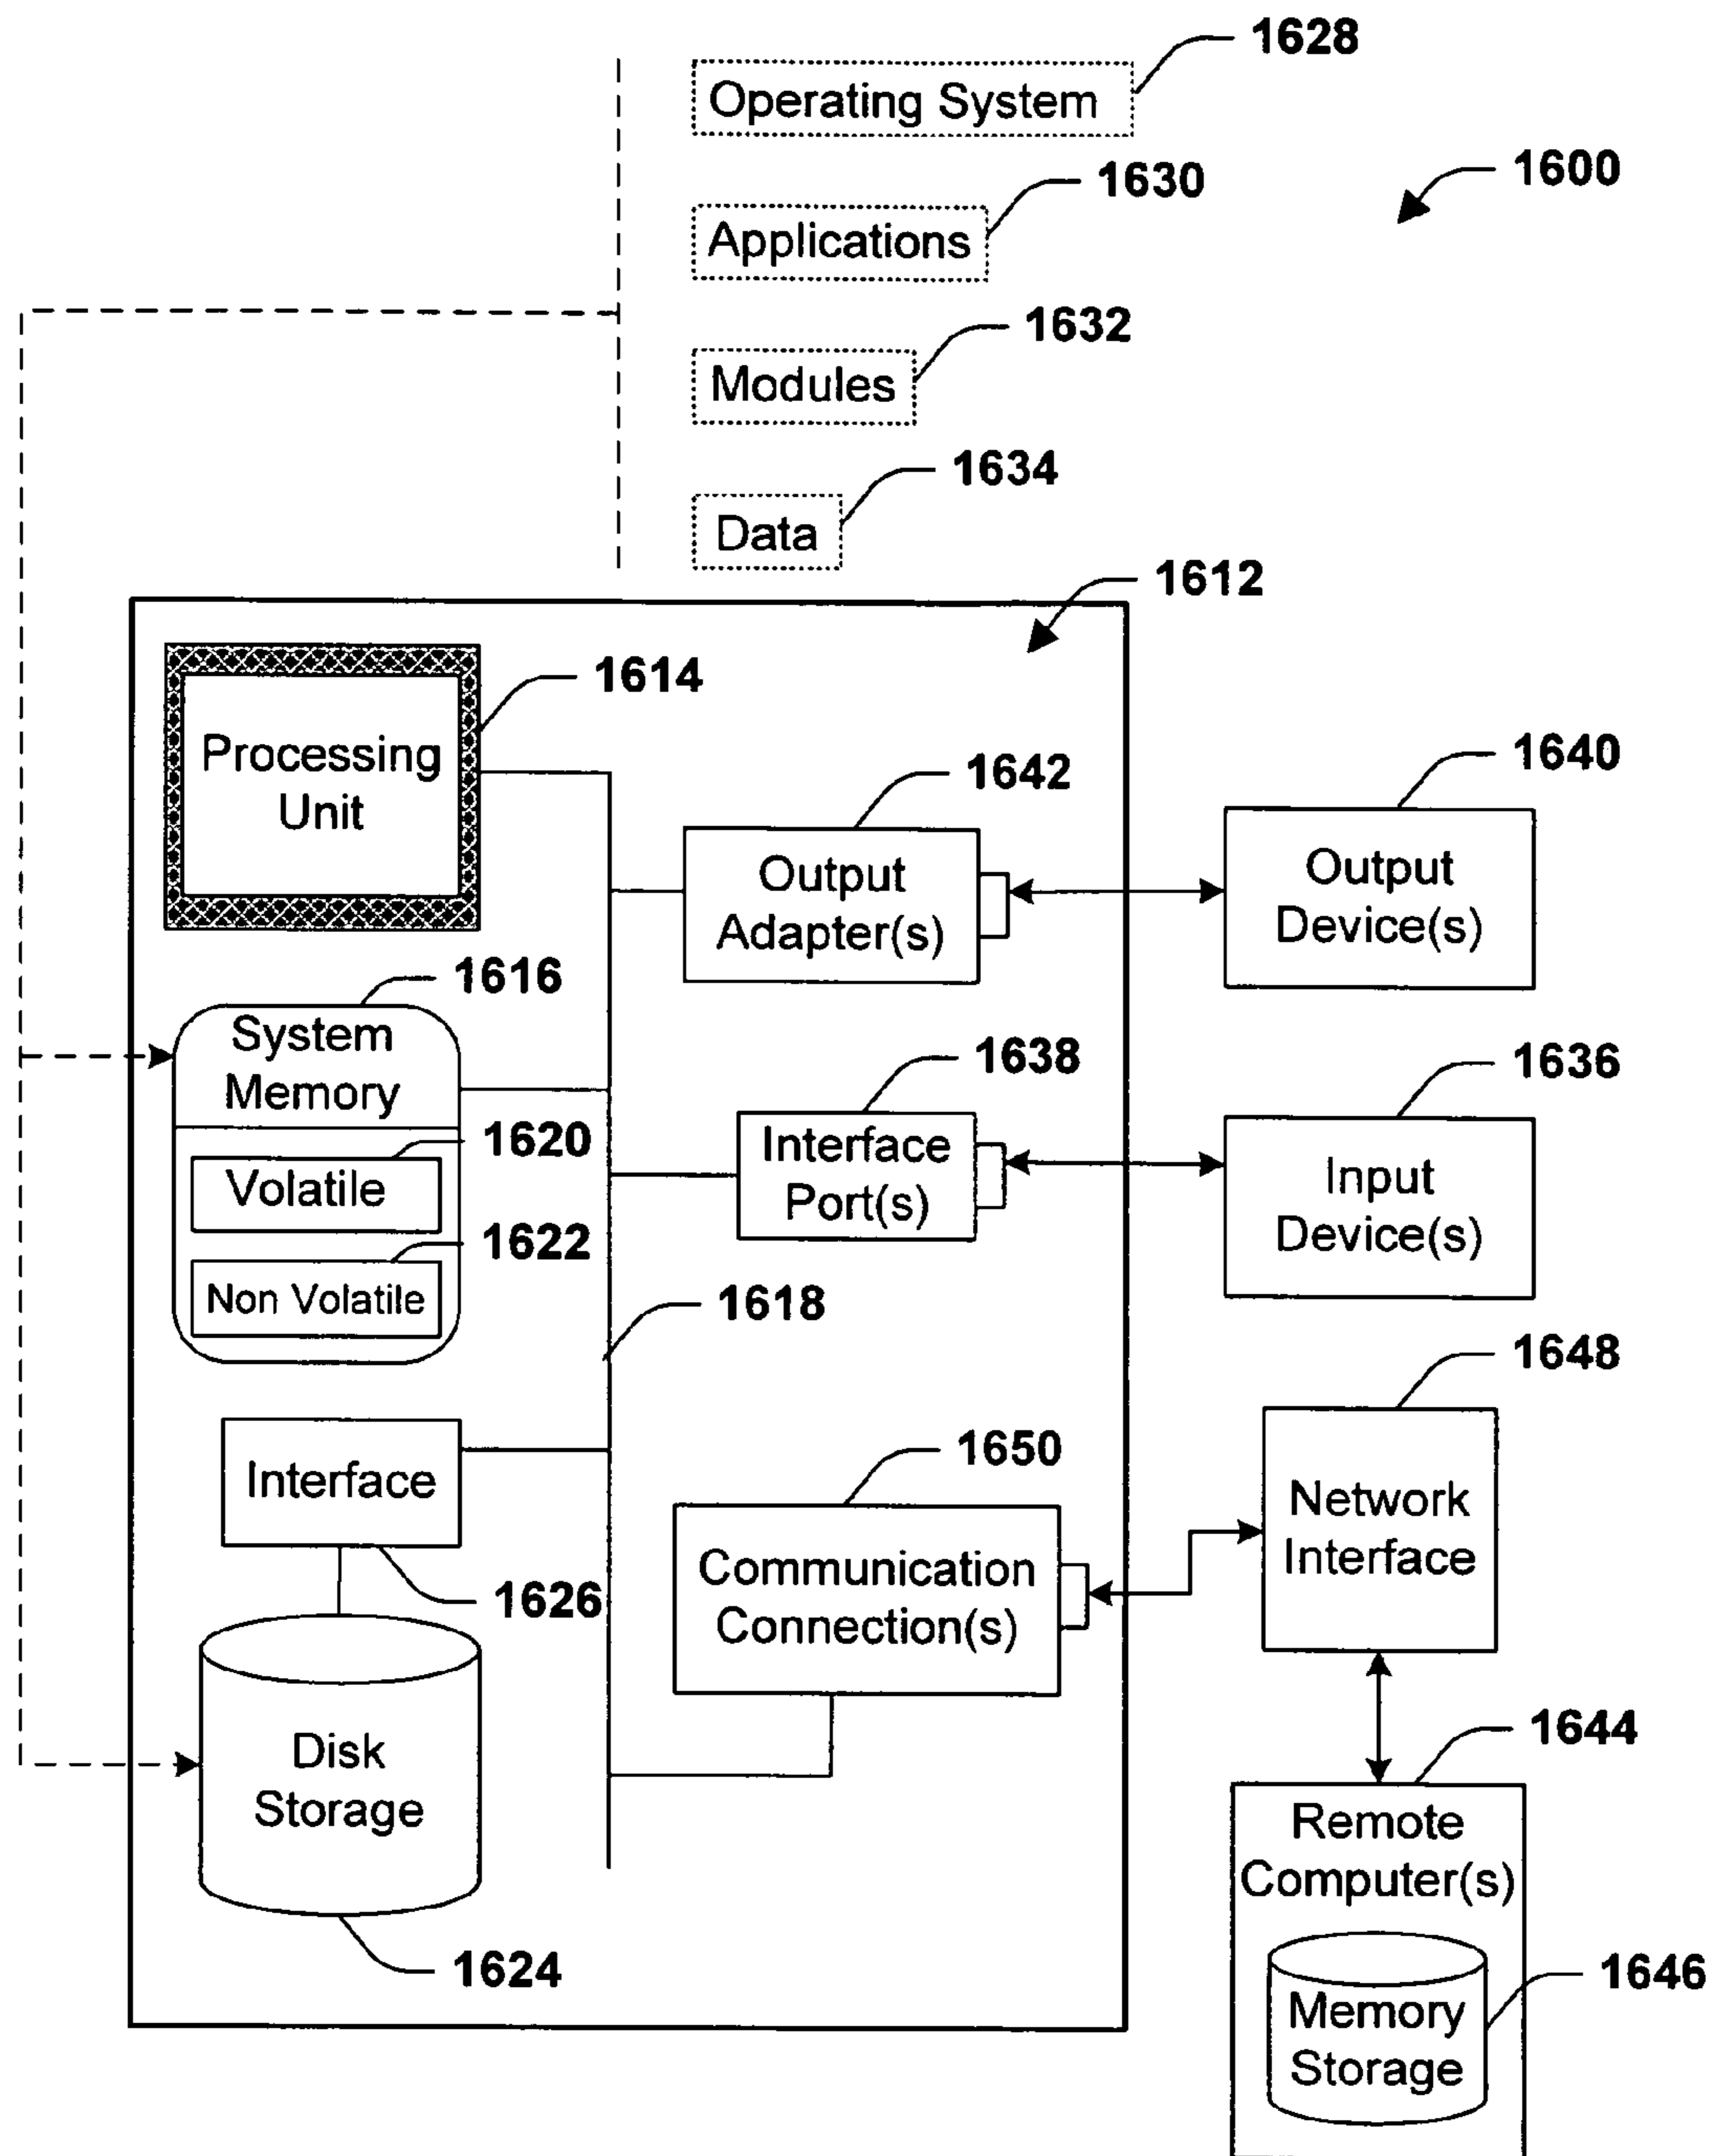 1628
Operating System
1600
1630
Applications
1632
Modules
1634
Data
1612
1614
Processing
Unit
1642
Output
Adapter(s)
1640
Output
Device(s)
1616
System
Memory
1620
Volatile
1622
Non Volatile
1638
Interface
Port(s)
1636
Input
Device(s)
1618
1648
Network
Interface
Interface
1626
1650
Communication
Connection(s)
Disk
Storage
1624
1644
Remote
Computer(s)
1646
Memory
Storage